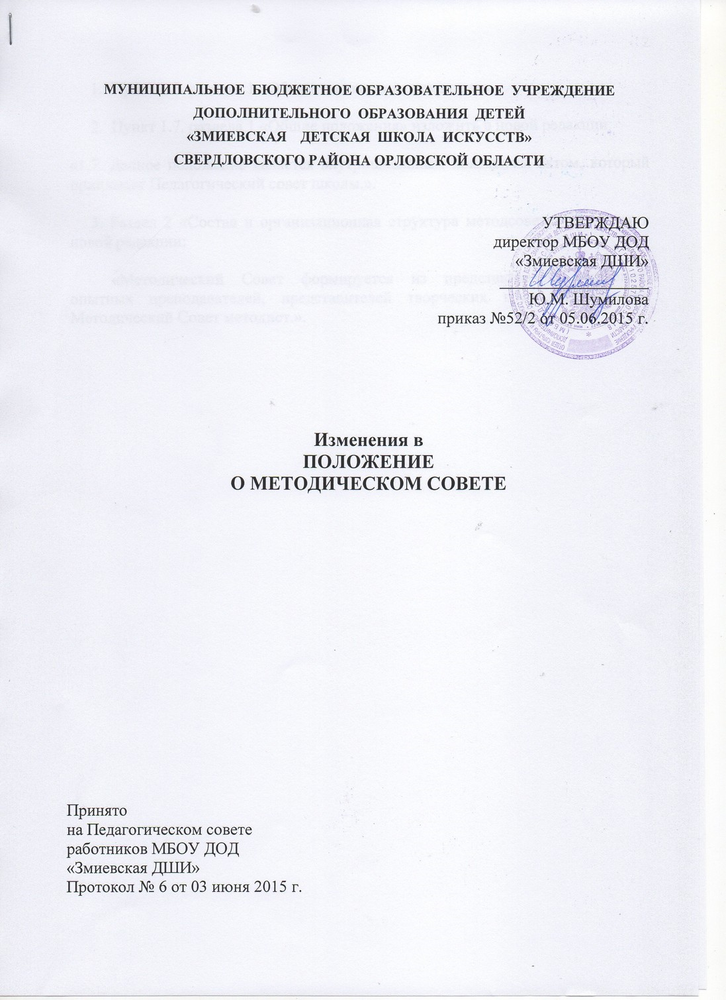 МУНИЦИПАЛЬНОЕ БЮДЖЕТНОЕ ОБРАЗОВАТЕЛЬНОЕ УЧРЕЖДЕНИЕ
ДОПОЛНИТЕЛЬНОГО ОБРАЗОВАНИЯ ДЕТЕЙ
«ЗМИЕВСКАЯ ДЕТСКАЯ ШКОЛА ИСКУССТВ»
СВЕРДЛОВСКОГО РАЙОНА ОРЛОВСКОЙ ОБЛАСТИ
УТВЕРЖДАЮ
директор МБОУ ДОД
«Змиевская ДШИ»
Ю.М. Шумилова
приказ №52/2 от 05.06.2015 г.
Изменения в
ПОЛОЖЕНИЕ
О МЕТОДИЧЕСКОМ СОВЕТЕ
Принято
на Педагогическом совете
работников МБОУ ДОД
«Змиевская ДШИ»
Протокол № 6 от 03 июня 2015 г.